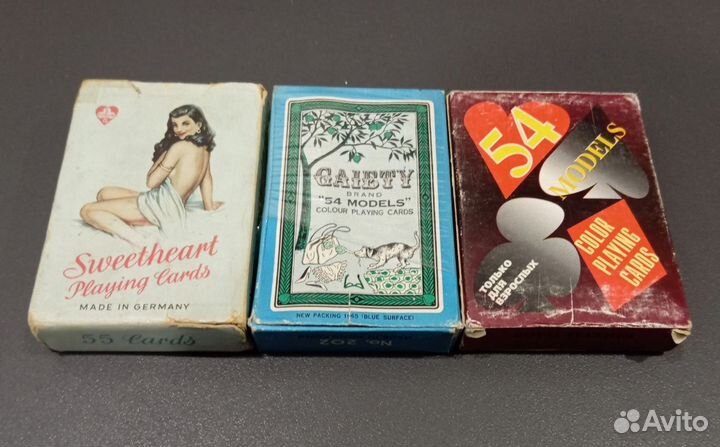 Sweetheart
Playing Cards
MADE IN GERMANY
55 Cards
GAIETY
BRAND
"54 MODELS"
COLOUR PLAYING CARDS
NEW PACKING 1965 (BLUE SURFACE)
No. 202
54
MODELS
COLOR
PLAYING
CARDS
ТОЛЬКО
ДЛЯ
ВЗРОСЛЫХ
Avito